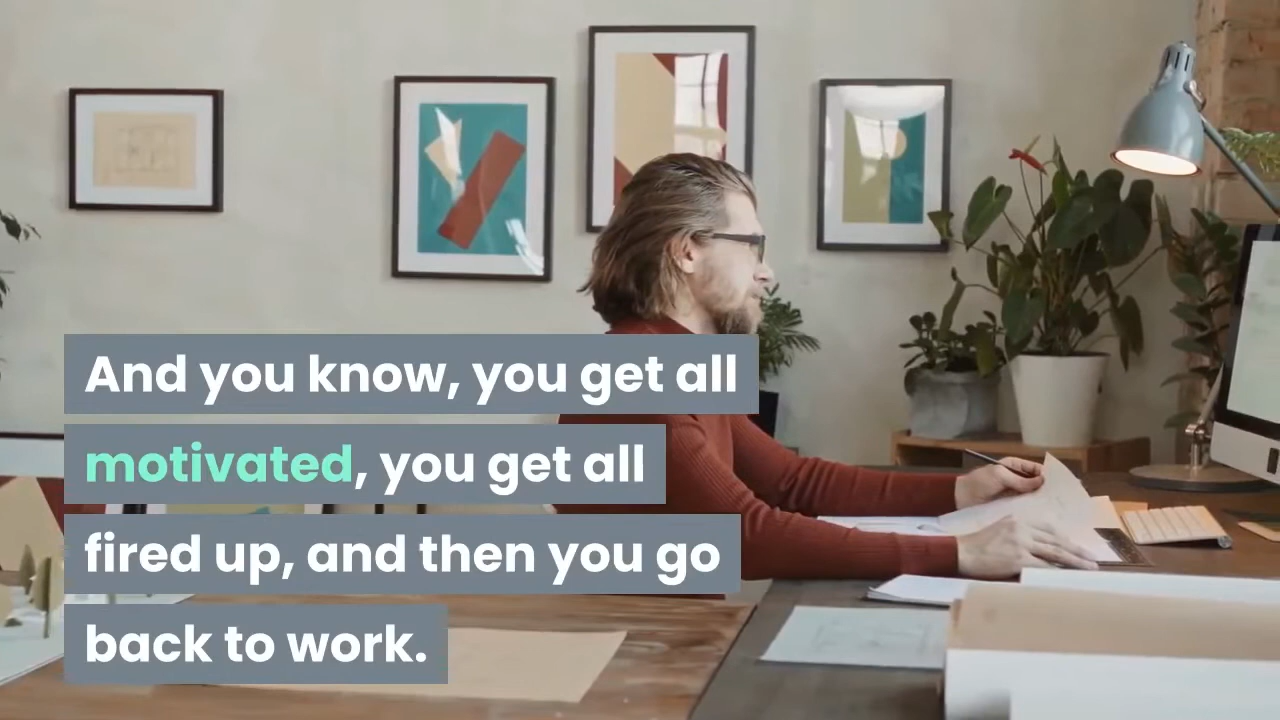 And you know, you get all
motivated, you get all
fired up, and then you go
back to work.